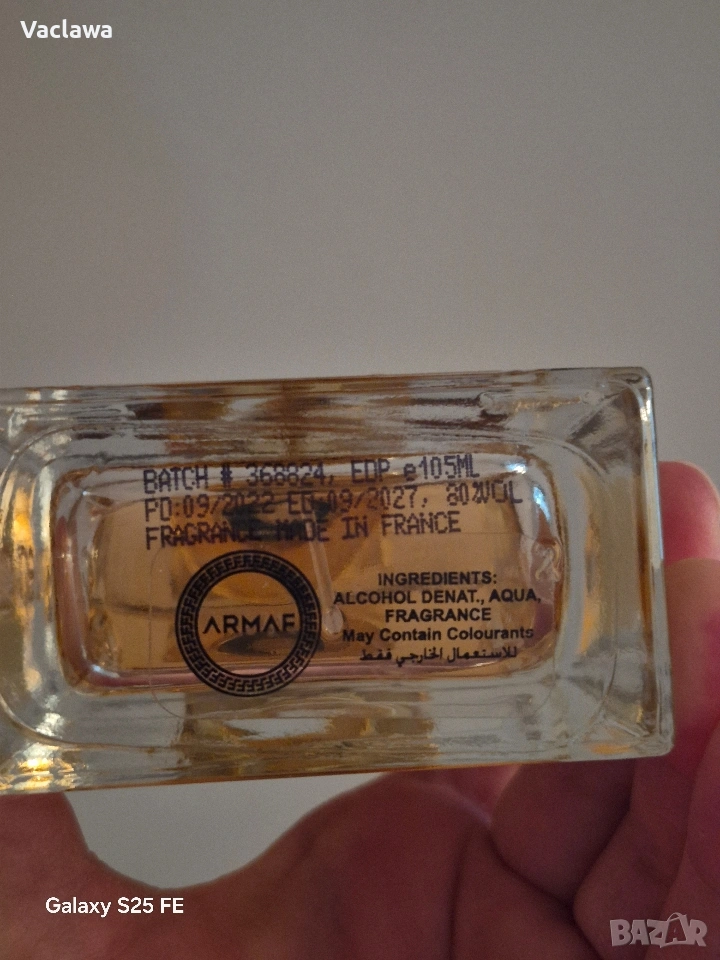 Vaclawa
BATCH # 368824, EDP e105ML
PD:09/2022 ED 09/2027, 80%VOL
FRAGRANCE MADE IN FRANCE
ARMAF
INGREDIENTS:
ALCOHOL DENAT., AQUA,
FRAGRANCE
May Contain Colourants
للاستعمال الخارجي فقط
Galaxy S25 FE
BAZAR